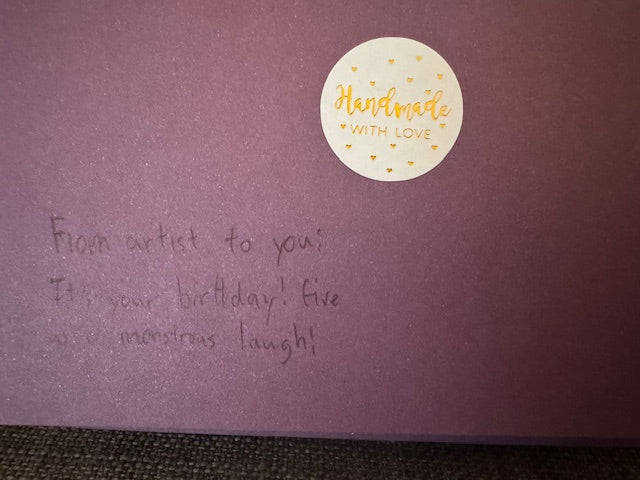 Handmade
WITH LOVE
From artist to you:
It's your birthday! Give
monstrous laugh!